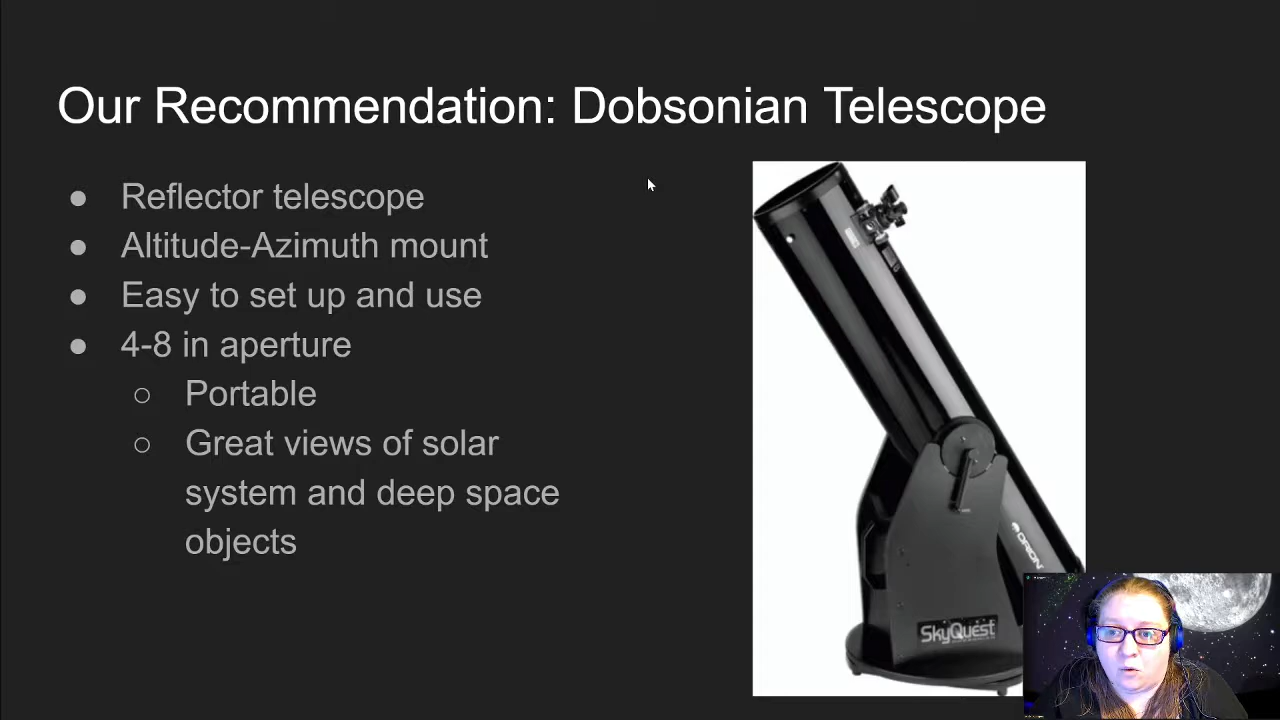 Our Recommendation: Dobsonian Telescope
● Reflector telescope
● Altitude-Azimuth mount
● Easy to set up and use
● 4-8 in aperture
○ Portable
○ Great views of solar
system and deep space
objects
ORION
SkyQuest